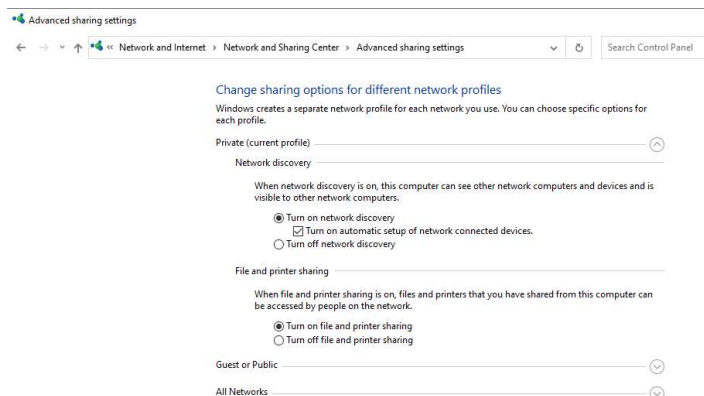 Advanced sharing settings
« Network and Internet > Network and Sharing Center > Advanced sharing settings
Search Control Panel
Change sharing options for different network profiles
Windows creates a separate network profile for each network you use. You can choose specific options for
each profile.
Private (current profile)
Network discovery
When network discovery is on, this computer can see other network computers and devices and is
visible to other network computers.
Turn on network discovery
Turn on automatic setup of network connected devices.
Turn off network discovery
File and printer sharing
When file and printer sharing is on, files and printers that you have shared from this computer can
be accessed by people on the network.
Turn on file and printer sharing
Turn off file and printer sharing
Guest or Public
All Networks